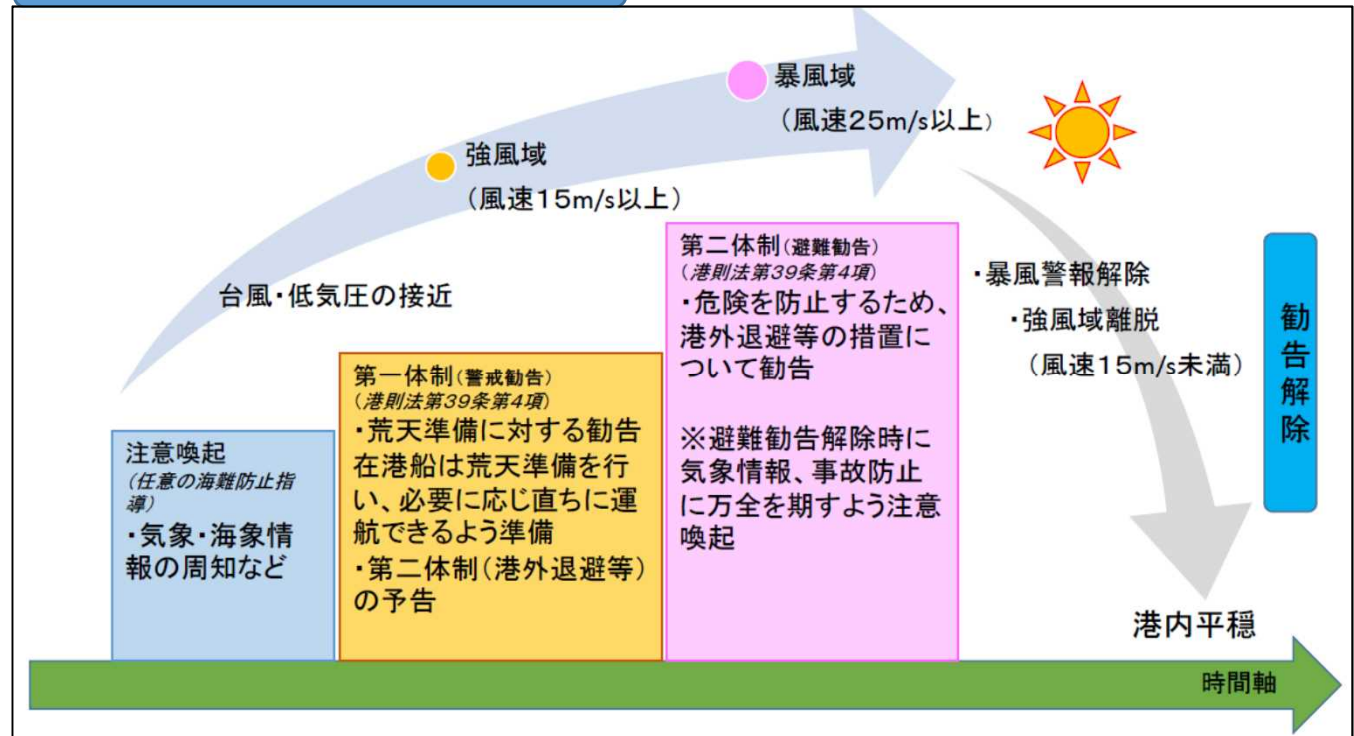 暴風域
（風速25m/s以上）
強風域
（風速15m/s以上）
台風・低気圧の接近
注意喚起
(任意の海難防止指
導)
・気象・海象情
報の周知など
第一体制(警戒勧告)
(港則法第39条第4項)
・荒天準備に対する勧告
在港船は荒天準備を行
い、必要に応じ直ちに運
航できるよう準備
・第二体制(港外退避等)
の予告
第二体制(避難勧告)
(港則法第39条第4項)
・危険を防止するため、
港外退避等の措置に
ついて勧告
※避難勧告解除時に
気象情報、事故防止
に万全を期すよう注意
喚起
・暴風警報解除
・強風域離脱
（風速15m/s未満）
勧告解除
港内平穏
時間軸